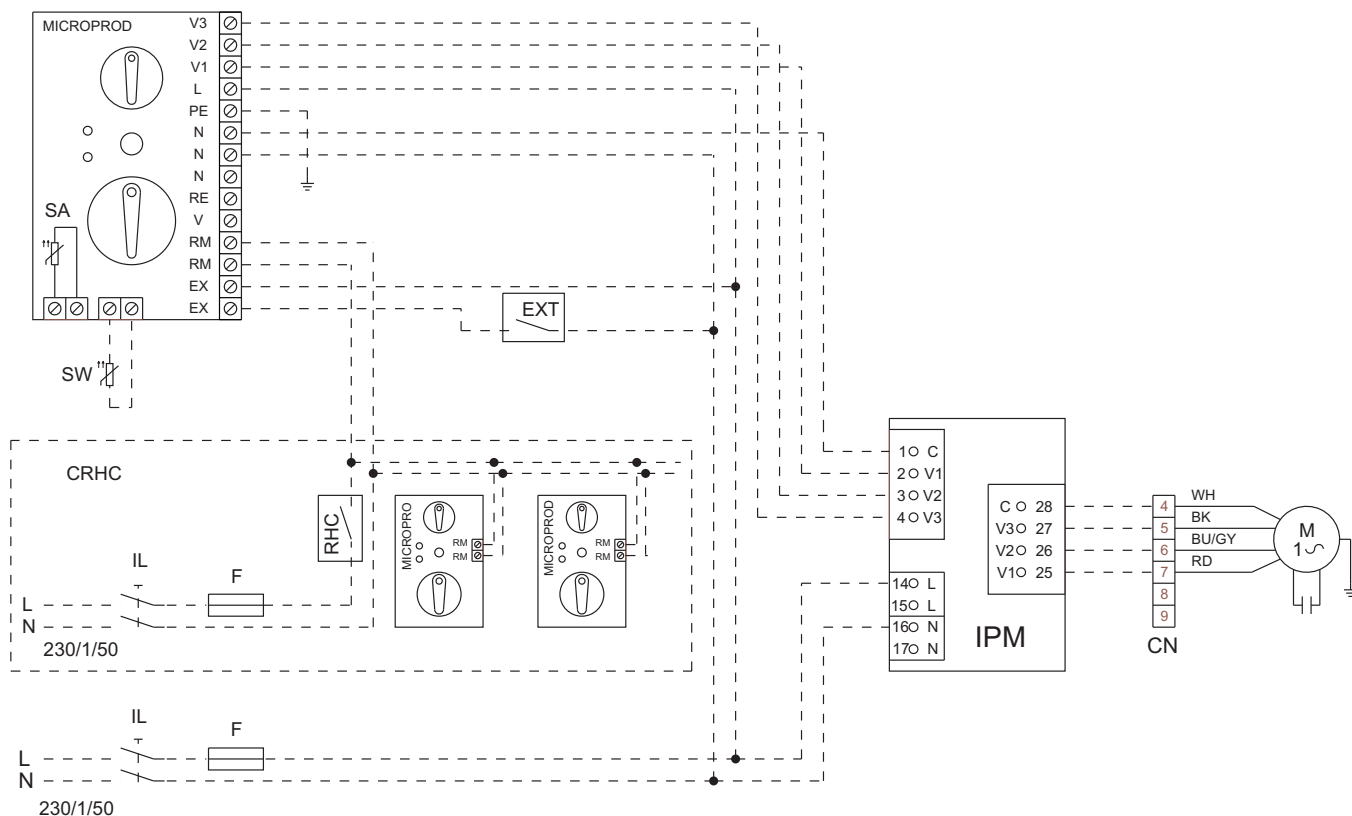 MICROPROD
V3
V2
V1
L
PE
N
N
N
RE
V
RM
RM
EX
EX
SA
SW
EXT
CRHC
RHC
MICROPRO
RM
RM
MICROPROD
RM
RM
IL
F
L
N
230/1/50
IL
F
L
N
230/1/50
1 C
2 V1
3 V2
4 V3
14 L
15 L
16 N
17 N
C 28
V3 27
V2 26
V1 25
IPM
4
5
6
7
8
9
CN
WH
BK
BU/GY
RD
M
1